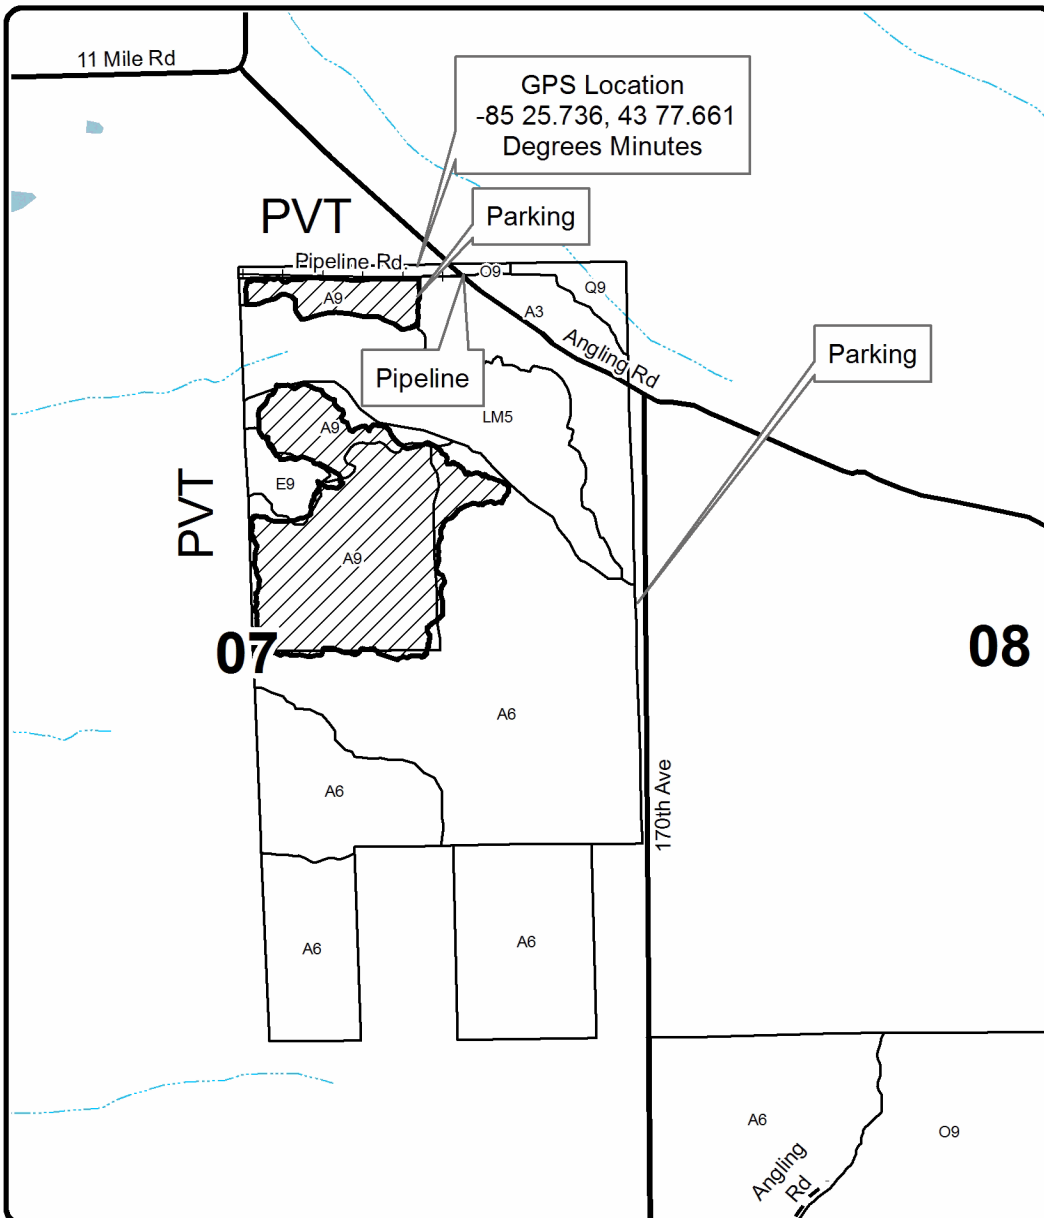 11 Mile Rd
GPS Location
-85 25.736, 43 77.661
Degrees Minutes
PVT
Parking
Pipeline Rd.
O9
Q9
A9
A3
Angling Rd
Parking
Pipeline
LM5
A9
E9
PVT
A9
07
08
A6
A6
170th Ave
A6
A6
A6
O9
Angling
Rd